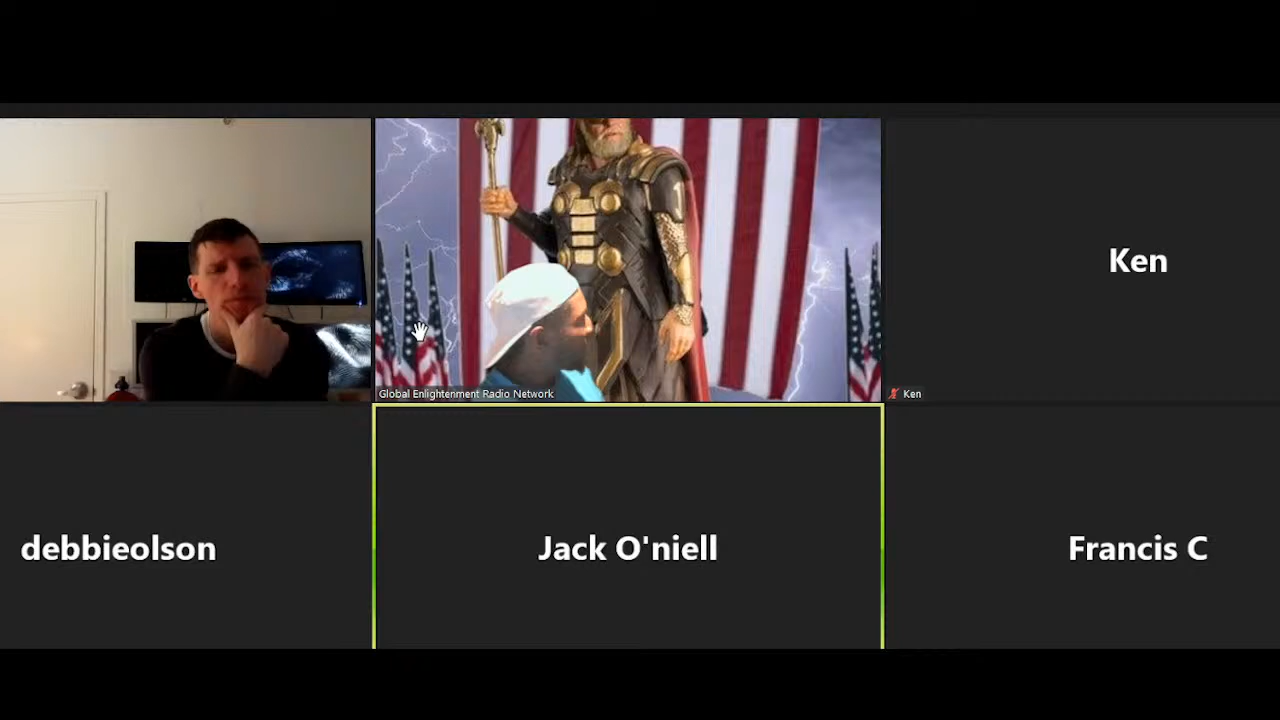 Ken
Global Enlightenment Radio Network
Ken
debbieolson
Jack O'niell
Francis C